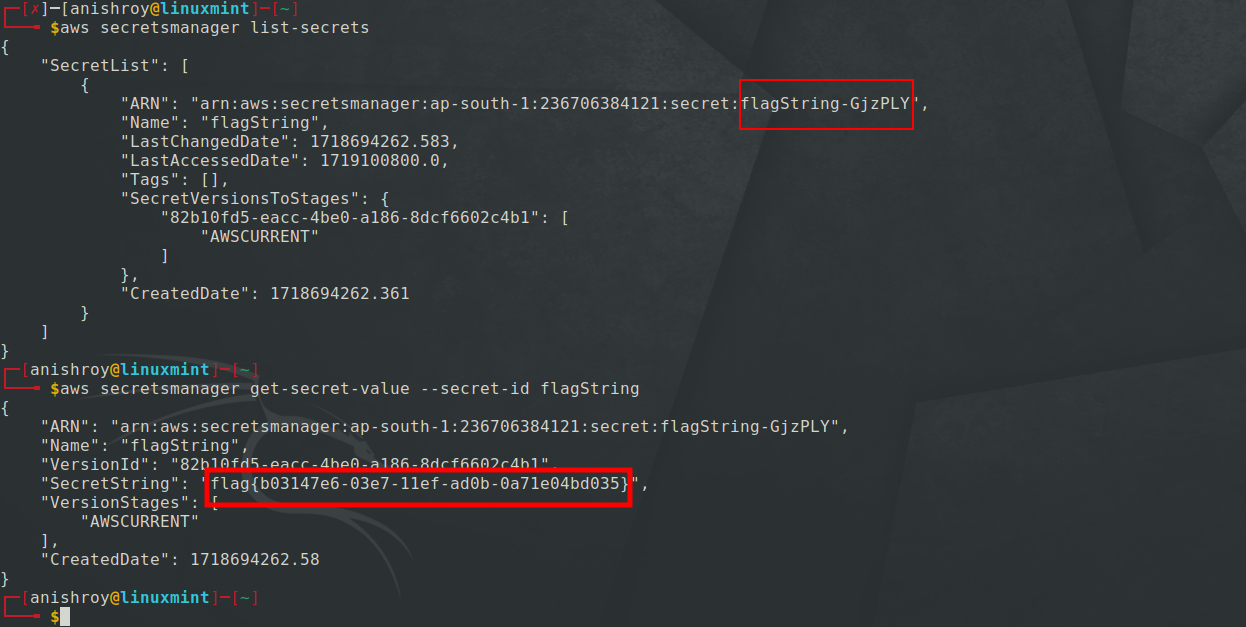 ┌─[✗]─[anishroy@linuxmint]─[~]
└──╼ $aws secretsmanager list-secrets
{
    "SecretList": [
        {
            "ARN": "arn:aws:secretsmanager:ap-south-1:236706384121:secret:flagString-GjzPLY",
            "Name": "flagString",
            "LastChangedDate": 1718694262.583,
            "LastAccessedDate": 1719100800.0,
            "Tags": [],
            "SecretVersionsToStages": {
                "82b10fd5-eacc-4be0-a186-8dcf6602c4b1": [
                    "AWSCURRENT"
                ]
            },
            "CreatedDate": 1718694262.361
        }
    ]
}
┌─[anishroy@linuxmint]─[~]
└──╼ $aws secretsmanager get-secret-value --secret-id flagString
{
    "ARN": "arn:aws:secretsmanager:ap-south-1:236706384121:secret:flagString-GjzPLY",
    "Name": "flagString",
    "VersionId": "82b10fd5-eacc-4be0-a186-8dcf6602c4b1",
    "SecretString": "flag{b03147e6-03e7-11ef-ad0b-0a71e04bd035}",
    "VersionStages": [
        "AWSCURRENT"
    ],
    "CreatedDate": 1718694262.58
}
┌─[anishroy@linuxmint]─[~]
└──╼ $